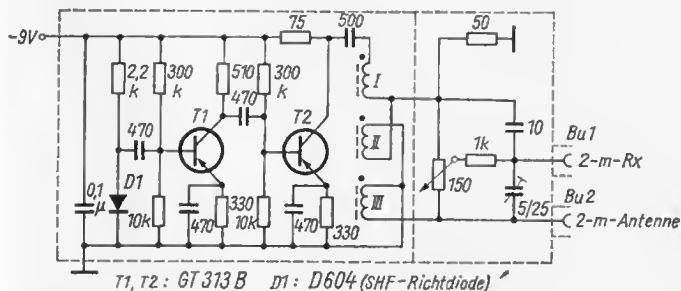 75
500
50
-9V
2,2
k
300
k
510
300
k
I
470
T1
470
T2
II
1k
10
Bu1
2-m-Rx
D1
III
150
Bu2
0,1
μ
10k
470
330
10k
470
330
5/25
2-m-Antenne
T1, T2: GT 313 B D1: D604 (SHF-Richtdiode)